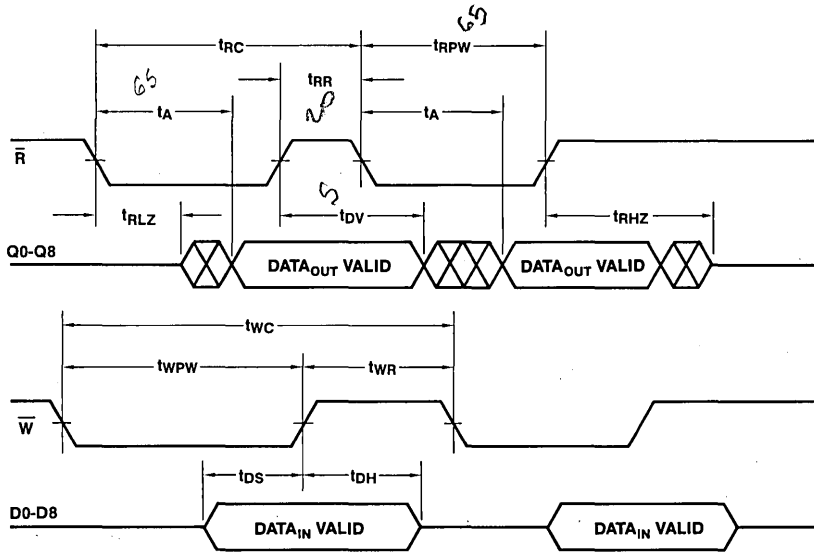 65
tRC
tRPW
tRR
65
20
tA
tA
R̅
5
tRLZ
tDV
tRHZ
Q0-Q8
DATAOUT VALID
DATAOUT VALID
tWC
tWPW
tWR
W̅
tDS
tDH
D0-D8
DATAIN VALID
DATAIN VALID